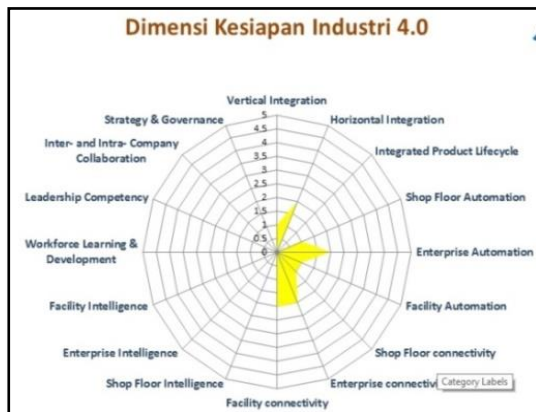 Dimensi Kesiapan Industri 4.0
Vertical Integration
Strategy & Governance
Horizontal Integration
Inter- and Intra- Company
Collaboration
Integrated Product Lifecycle
Leadership Competency
Shop Floor Automation
Workforce Learning &
Development
Enterprise Automation
Facility Intelligence
Facility Automation
Enterprise Intelligence
Shop Floor connectivity
Shop Floor Intelligence
Enterprise connectiv
Category Labels
Facility connectivity
5
4.5
4
3.5
3
2.5
2
1.5
1
0.5
0